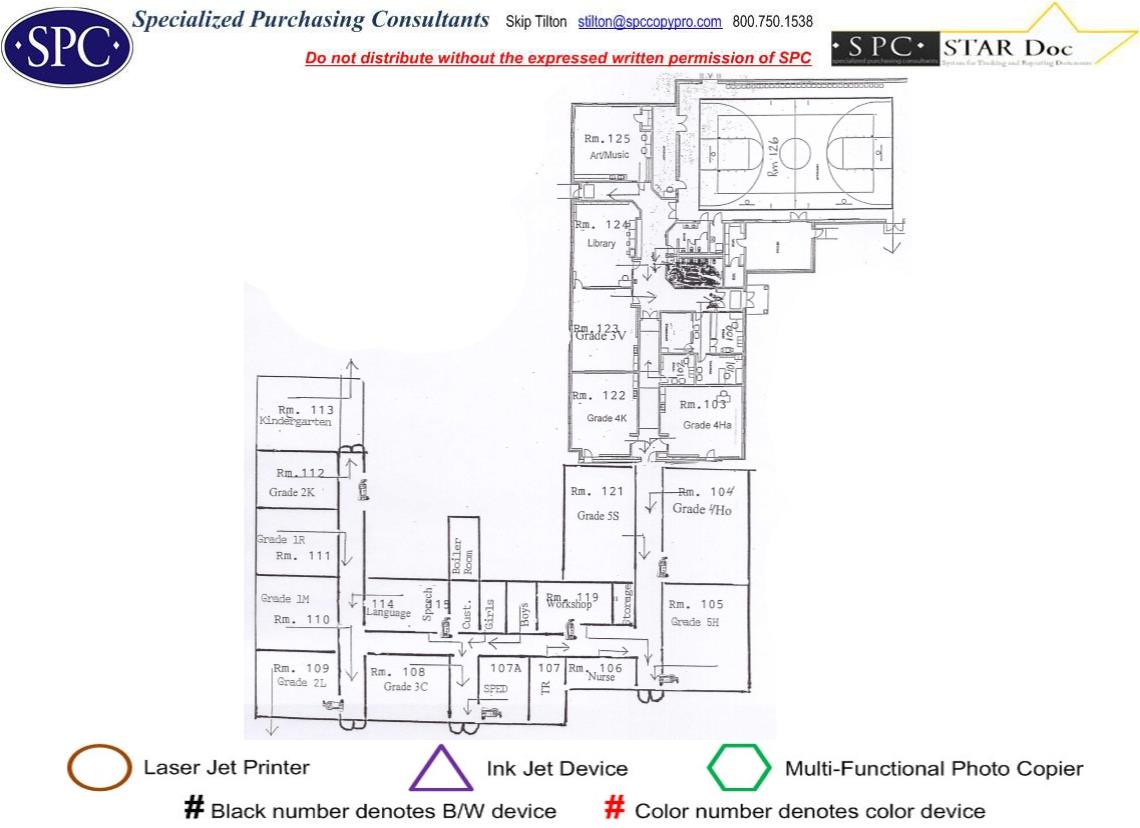 Specialized Purchasing Consultants Skip Tilton stilton@spccopypro.com 800.750.1538
·SPC·
Do not distribute without the expressed written permission of SPC
·SPC· STAR Doc
specialized purchasing consultants System for Tracking and Reporting Documents
Rm. 125
Art/Music
Rm 126
Rm. 124
Library
Rm. 123
Grade 3V
100
101
102
Rm. 122
Grade 4K
Rm. 103
Grade 4Ha
Rm. 113
Kindergarten
Rm. 112
Grade 2K
Rm. 121
Grade 5S
Rm. 104
Grade 4Ho
Grade 1R
Rm. 111
Boiler
Room
Grade 1M
Rm. 110
114
Language
Speech
15
Cust.
Girls
Boys
Rm. 119
Workshop
Storage
Rm. 105
Grade 5H
Rm. 109
Grade 2L
Rm. 108
Grade 3C
107A
SPED
107
TR
Rm. 106
Nurse
Laser Jet Printer
Ink Jet Device
Multi-Functional Photo Copier
# Black number denotes B/W device
# Color number denotes color device